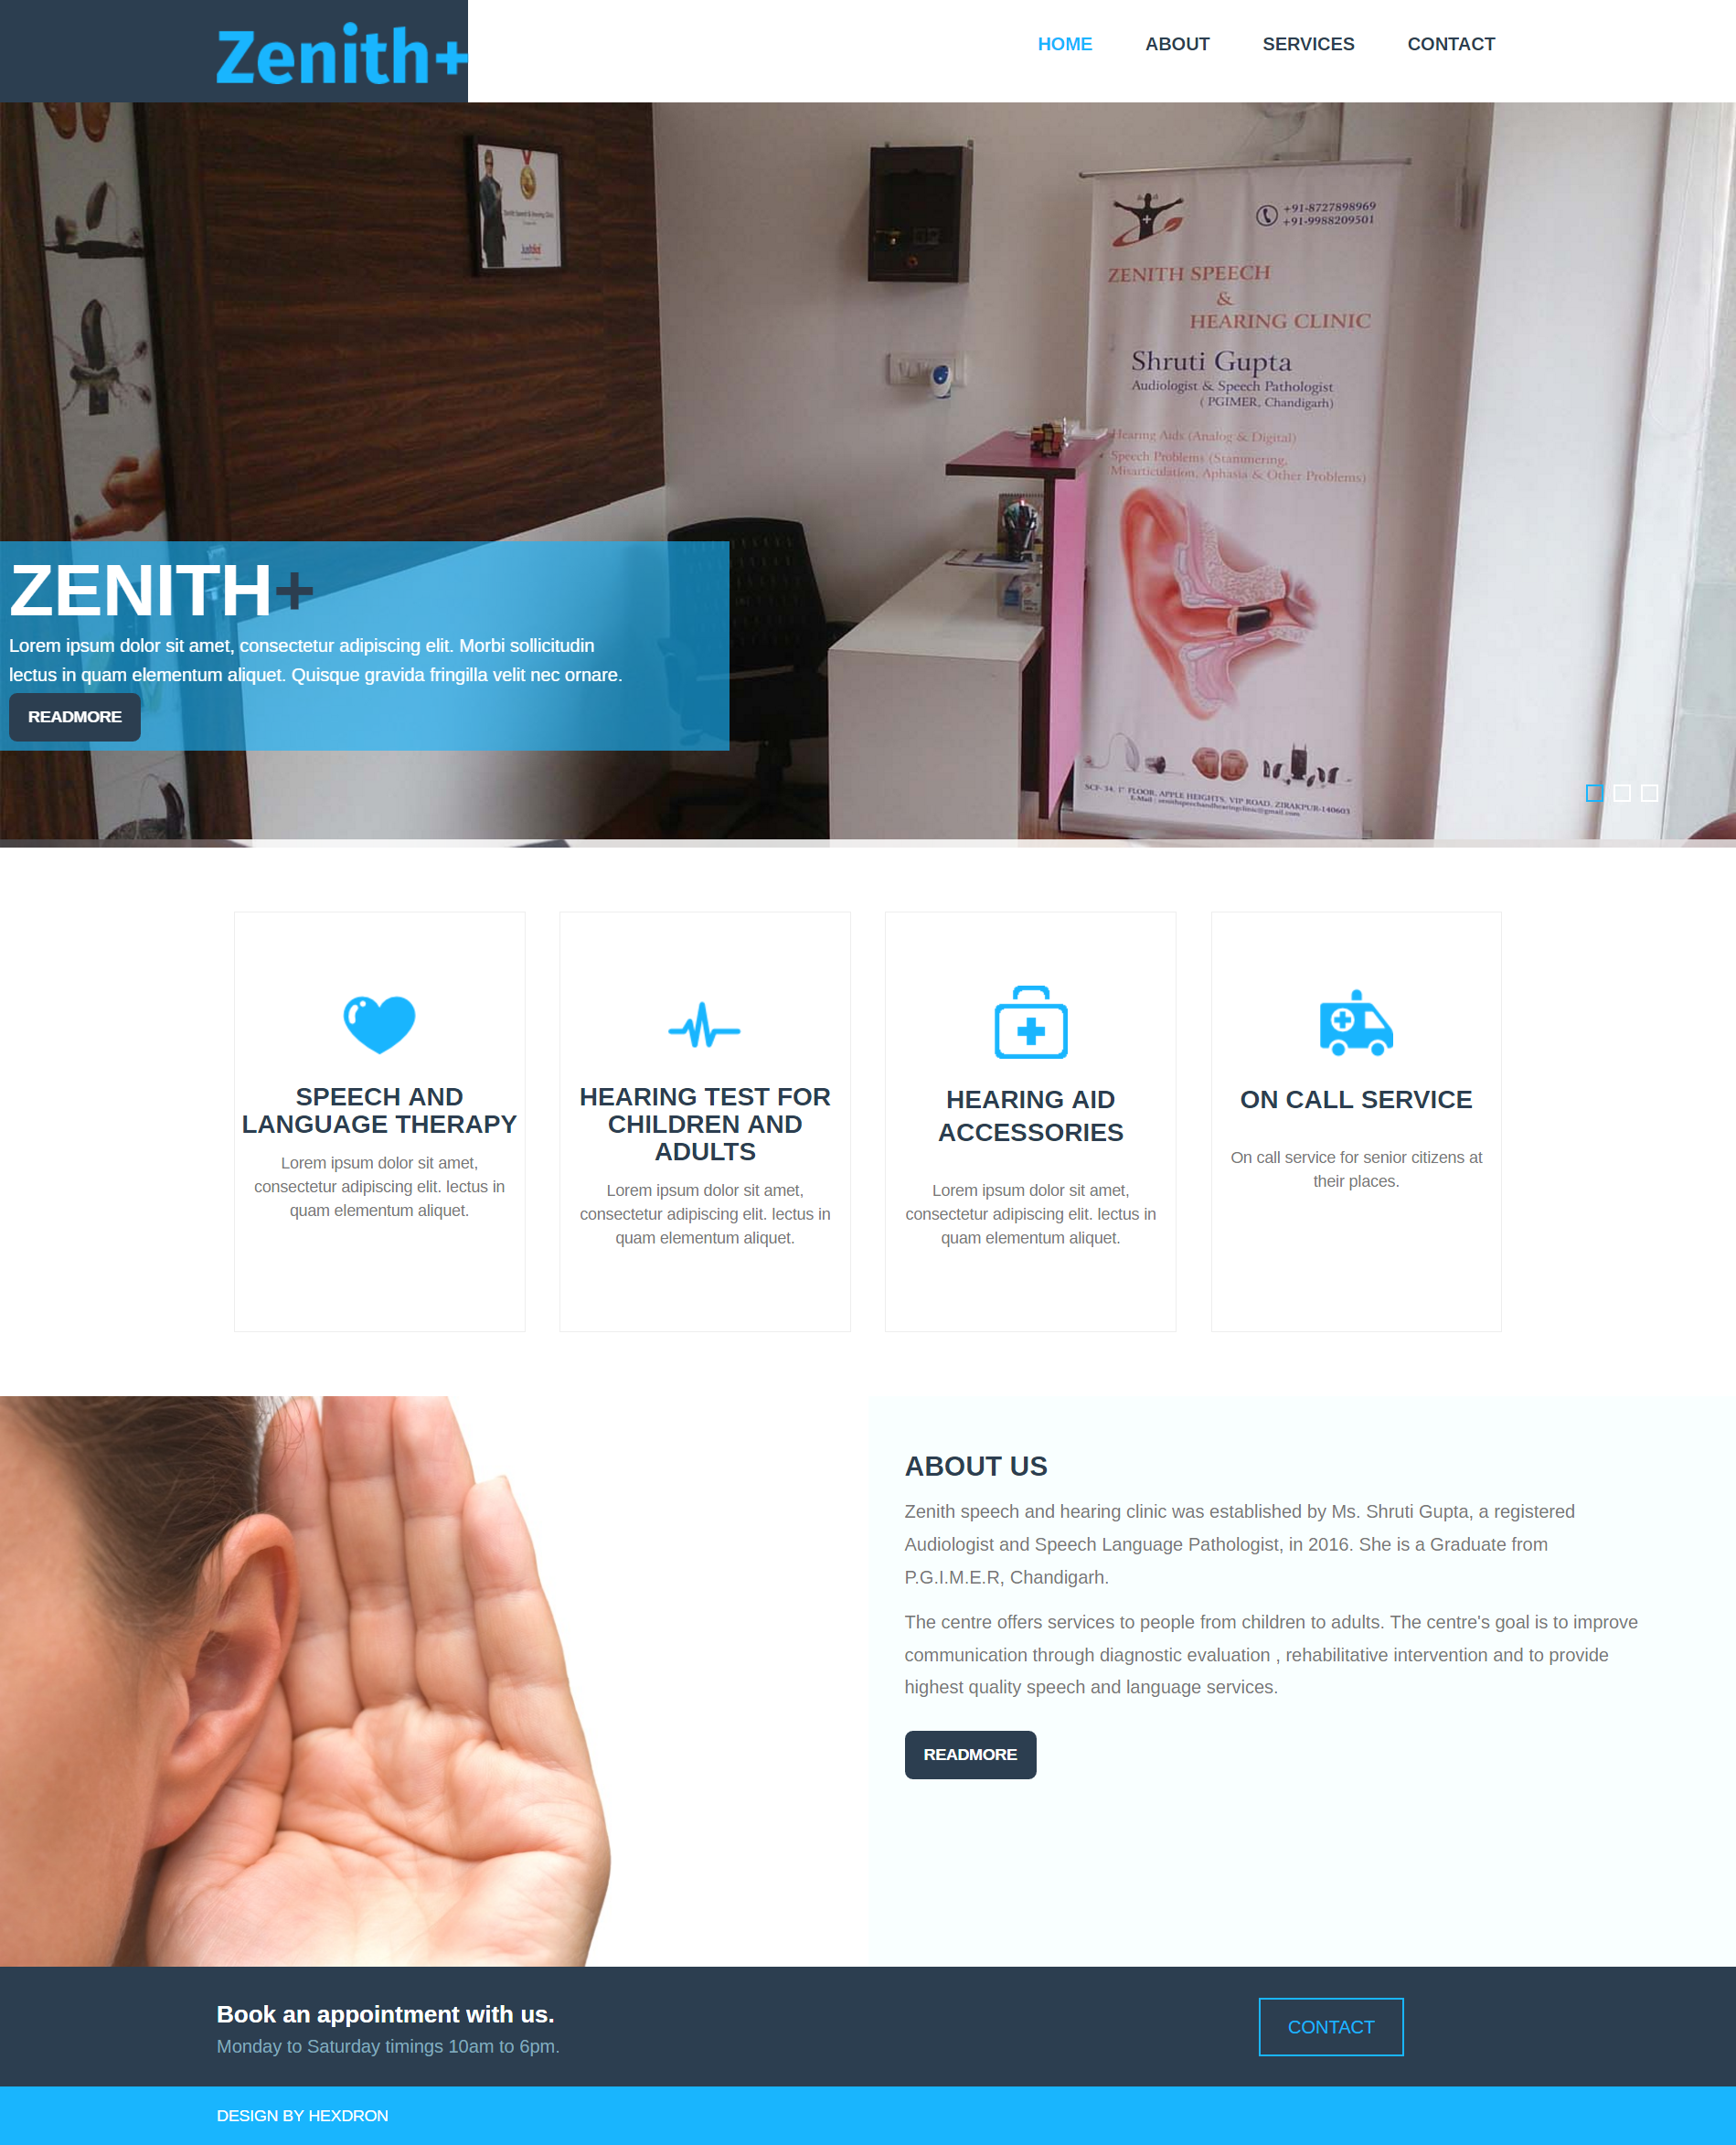 Zenith+
HOME ABOUT SERVICES CONTACT
Zenith Speech & Hearing Clinic
Justdial
+91-8727898969
+91-9988209501
ZENITH SPEECH
&
HEARING CLINIC
Shruti Gupta
Audiologist & Speech Pathologist
( PGIMER, Chandigarh)
Hearing Aids (Analog & Digital)
Speech Problems (Stammering,
Misarticulation, Aphasia & Other Problems)
SCF- 34, 1st FLOOR, APPLE HEIGHTS, VIP ROAD, ZIRAKPUR-140603
E-Mail : zenithspeechandhearingclinic@gmail.com
ZENITH+
Lorem ipsum dolor sit amet, consectetur adipiscing elit. Morbi sollicitudin
lectus in quam elementum aliquet. Quisque gravida fringilla velit nec ornare.
READMORE
SPEECH AND
LANGUAGE THERAPY
Lorem ipsum dolor sit amet,
consectetur adipiscing elit. lectus in
quam elementum aliquet.
HEARING TEST FOR
CHILDREN AND
ADULTS
Lorem ipsum dolor sit amet,
consectetur adipiscing elit. lectus in
quam elementum aliquet.
HEARING AID
ACCESSORIES
Lorem ipsum dolor sit amet,
consectetur adipiscing elit. lectus in
quam elementum aliquet.
ON CALL SERVICE
On call service for senior citizens at
their places.
ABOUT US
Zenith speech and hearing clinic was established by Ms. Shruti Gupta, a registered
Audiologist and Speech Language Pathologist, in 2016. She is a Graduate from
P.G.I.M.E.R, Chandigarh.
The centre offers services to people from children to adults. The centre's goal is to improve
communication through diagnostic evaluation , rehabilitative intervention and to provide
highest quality speech and language services.
READMORE
Book an appointment with us.
Monday to Saturday timings 10am to 6pm.
CONTACT
DESIGN BY HEXDRON